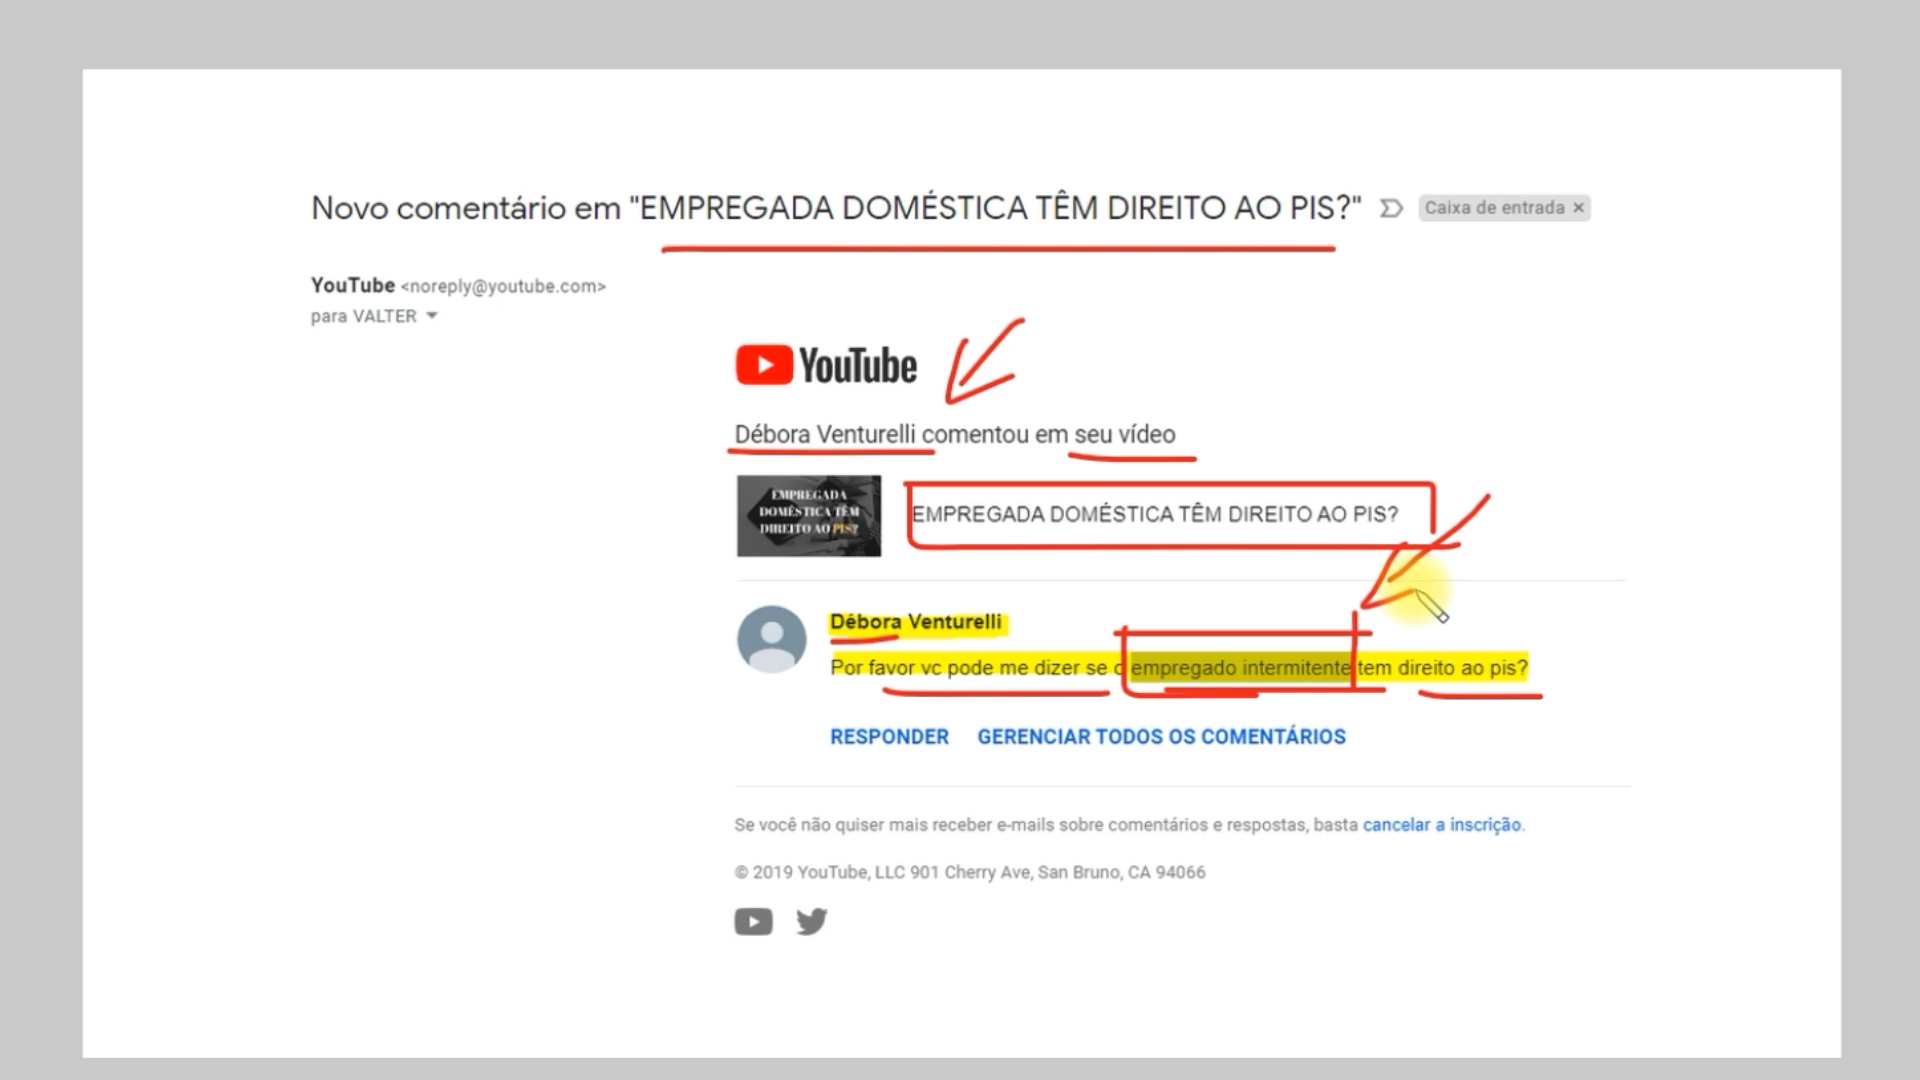 Novo comentário em "EMPREGADA DOMÉSTICA TÊM DIREITO AO PIS?" Caixa de entrada ×
YouTube <noreply@youtube.com>
para VALTER
YouTube
Débora Venturelli comentou em seu vídeo
EMPREGADA
DOMÉSTICA TÊM
DIREITO AO PIS?
EMPREGADA DOMÉSTICA TÊM DIREITO AO PIS?
Débora Venturelli
Por favor vc pode me dizer se o empregado intermitente tem direito ao pis?
RESPONDER GERENCIAR TODOS OS COMENTÁRIOS
Se você não quiser mais receber e-mails sobre comentários e respostas, basta cancelar a inscrição.
© 2019 YouTube, LLC 901 Cherry Ave, San Bruno, CA 94066